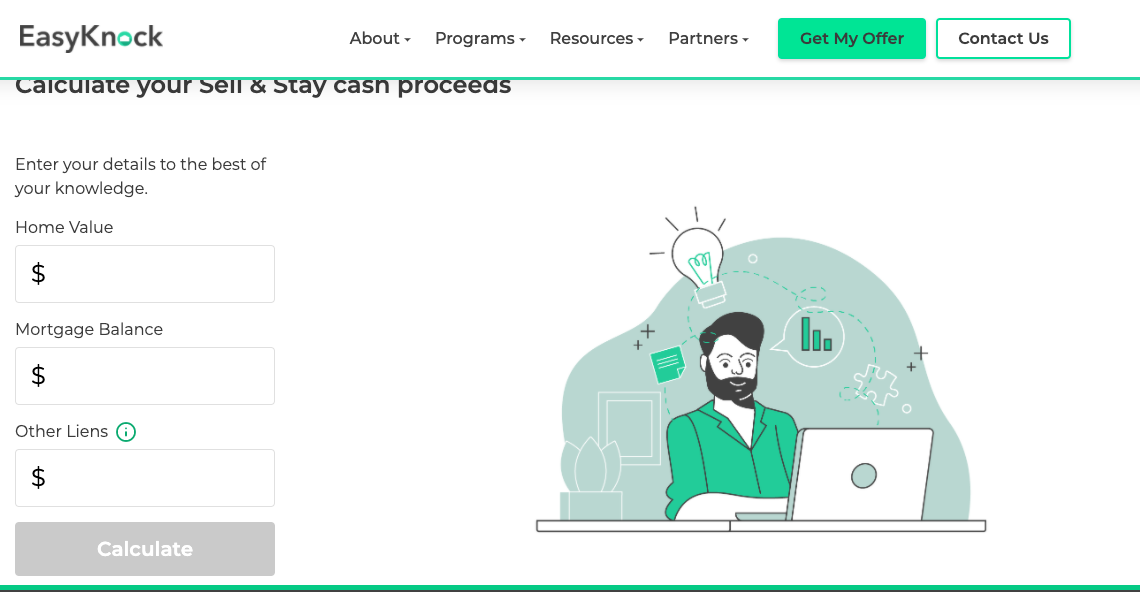 EasyKnock
About
Programs
Resources
Partners
Get My Offer
Contact Us
Calculate your Sell & Stay cash proceeds
Enter your details to the best of
your knowledge.
Home Value
$
Mortgage Balance
$
Other Liens
$
Calculate